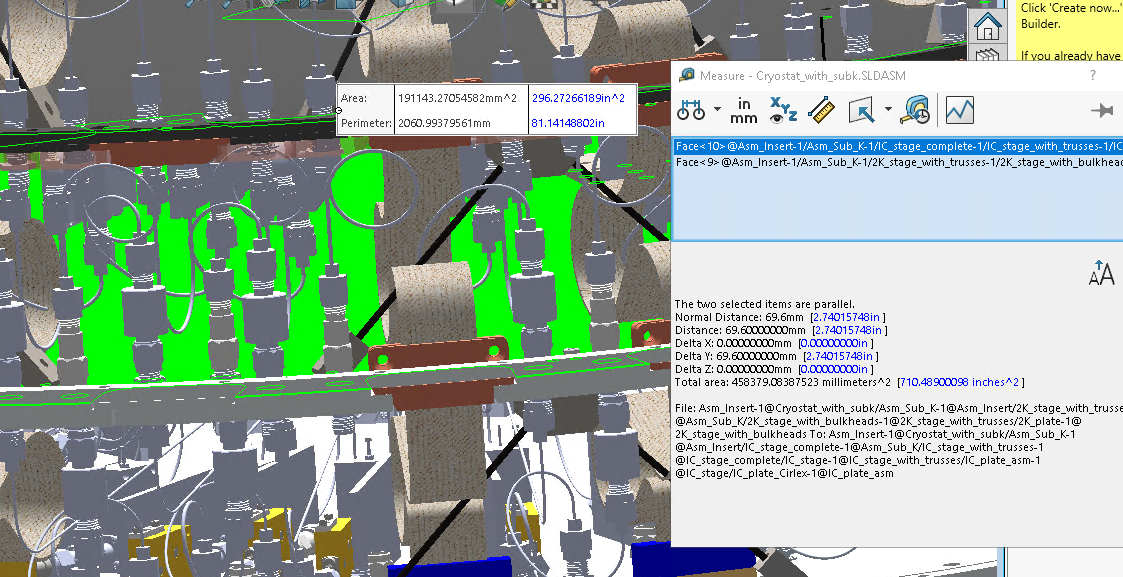 Click 'Create now...'
Builder.
If you already have
Measure - Cryostat_with_subk.SLDASM
?
in
mm
XYZ
Area: 191143.27054582mm^2 296.27266189in^2
Perimeter: 2060.99379561mm 81.14148802in
Face<10>@Asm_Insert-1/Asm_Sub_K-1/IC_stage_complete-1/IC_stage_with_trusses-1/IC
Face<9>@Asm_Insert-1/Asm_Sub_K-1/2K_stage_with_trusses-1/2K_stage_with_bulkhead
AA
The two selected items are parallel.
Normal Distance: 69.6mm [2.74015748in ]
Distance: 69.60000000mm [2.74015748in ]
Delta X: 0.00000000mm [0.00000000in ]
Delta Y: 69.60000000mm [2.74015748in ]
Delta Z: 0.00000000mm [0.00000000in ]
Total area: 458379.08387523 millimeters^2 [710.48900098 inches^2 ]
File: Asm_Insert-1@Cryostat_with_subk/Asm_Sub_K-1@Asm_Insert/2K_stage_with_trusse
@Asm_Sub_K/2K_stage_with_bulkheads-1@2K_stage_with_trusses/2K_plate-1@
2K_stage_with_bulkheads To: Asm_Insert-1@Cryostat_with_subk/Asm_Sub_K-1
@Asm_Insert/IC_stage_complete-1@Asm_Sub_K/IC_stage_with_trusses-1
@IC_stage_complete/IC_stage-1@IC_stage_with_trusses/IC_plate_asm-1
@IC_stage/IC_plate_Cirlex-1@IC_plate_asm